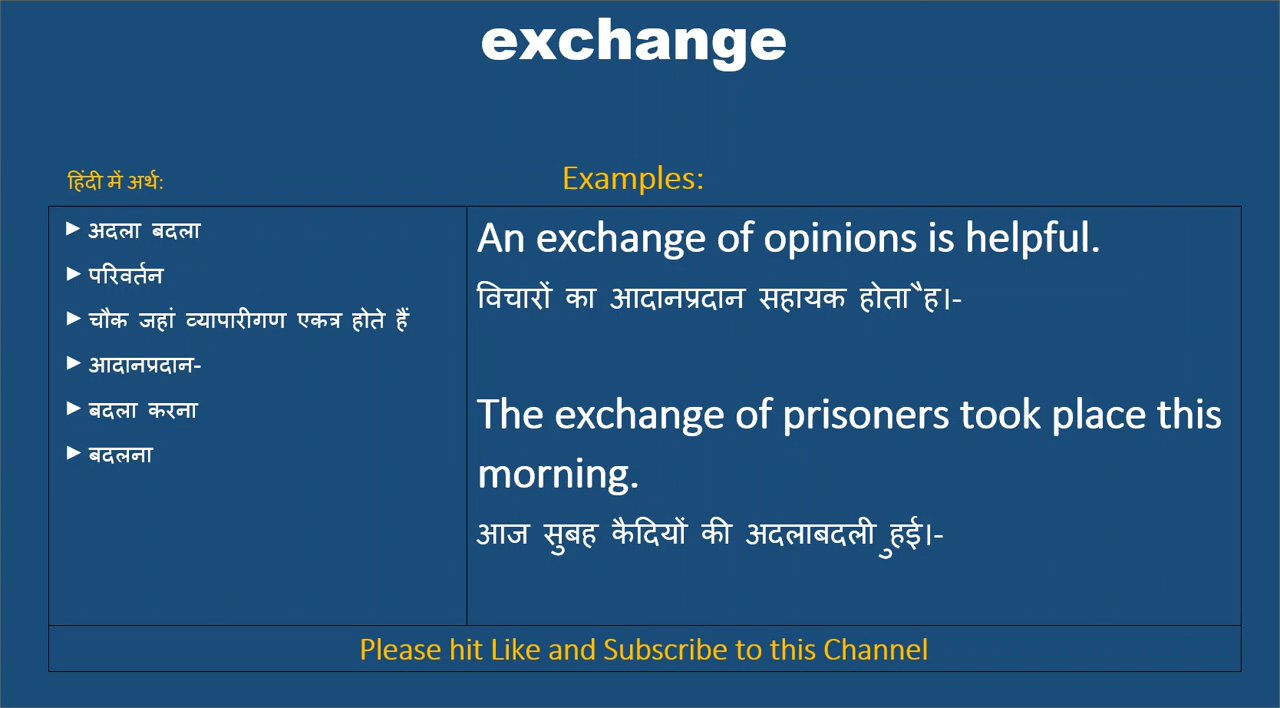 exchange
हिंदी में अर्थ:
Examples:
अदला बदला
परिवर्तन
चौक जहां व्यापारीगण एकत्र होते हैं
आदानप्रदान-
बदला करना
बदलना
An exchange of opinions is helpful.
विचारों का आदानप्रदान सहायक होता ैह।-
The exchange of prisoners took place this
morning.
आज सुबह कैदियों की अदलाबदली ुहई।-
Please hit Like and Subscribe to this Channel